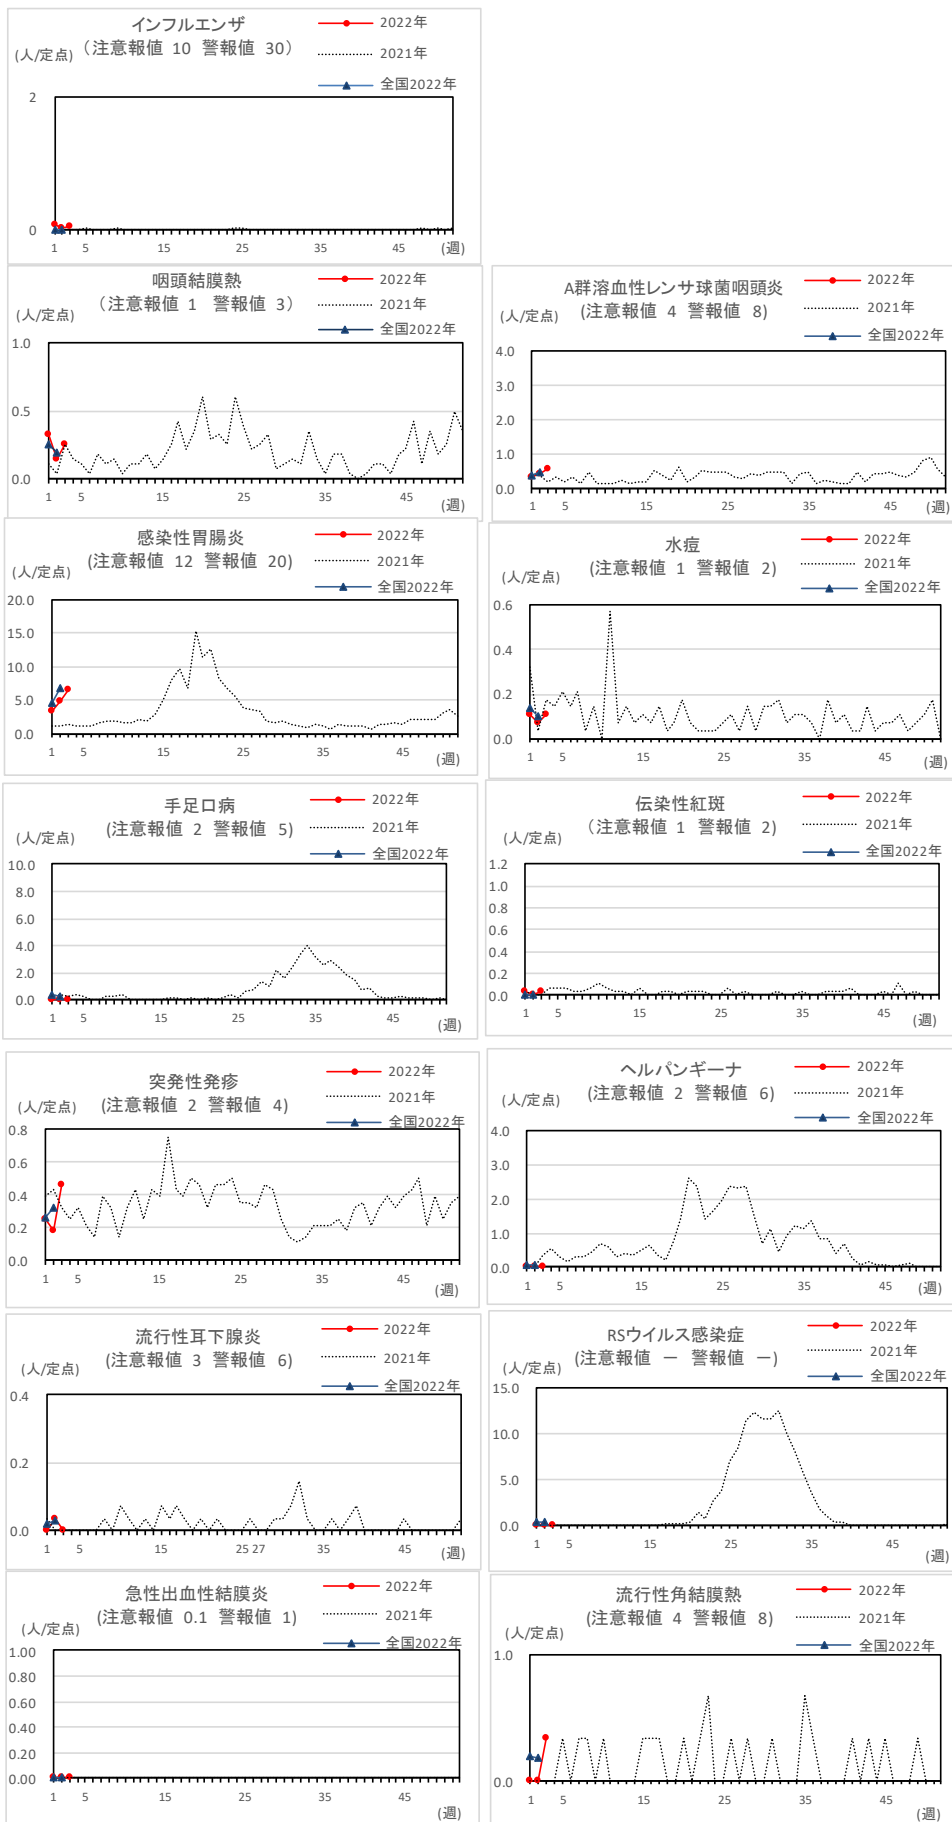 インフルエンザ
（注意報値 10 警報値 30）
(人/定点)
2022年
2021年
全国2022年
2
0
1 5 25 45
(週)
咽頭結膜熱
（注意報値 1 警報値 3）
(人/定点)
2022年
2021年
全国2022年
1.0
0.5
0.0
1 5 15 25 35 45
(週)
A群溶血性レンサ球菌咽頭炎
(注意報値 4 警報値 8)
(人/定点)
2022年
2021年
全国2022年
4.0
3.0
2.0
1.0
0.0
1 5 15 25 35 45
(週)
感染性胃腸炎
(注意報値 12 警報値 20)
(人/定点)
2022年
2021年
全国2022年
20.0
15.0
10.0
5.0
0.0
1 5 15 25 35 45
(週)
水痘
(注意報値 1 警報値 2)
(人/定点)
2022年
2021年
全国2022年
0.6
0.4
0.2
0.0
1 5 15 25 35 45
(週)
手足口病
(注意報値 2 警報値 5)
(人/定点)
2022年
2021年
全国2022年
10.0
8.0
6.0
4.0
2.0
0.0
1 5 15 25 35 45
(週)
伝染性紅斑
（注意報値 1 警報値 2）
(人/定点)
2022年
2021年
全国2022年
1.2
1.0
0.8
0.6
0.4
0.2
0.0
1 5 15 25 35 45
(週)
突発性発疹
(注意報値 2 警報値 4)
(人/定点)
2022年
2021年
全国2022年
0.8
0.6
0.4
0.2
0.0
1 15 25 35 45
(週)
ヘルパンギーナ
(注意報値 2 警報値 6)
(人/定点)
2022年
2021年
全国2022年
4.0
3.0
2.0
1.0
0.0
1 5 15 25 35 45
(週)
流行性耳下腺炎
(注意報値 3 警報値 6)
(人/定点)
2022年
2021年
全国2022年
0.4
0.2
0.0
1 5 15 25 27 45
(週)
RSウイルス感染症
(注意報値 ー 警報値 ー)
(人/定点)
2022年
2021年
全国2022年
15.0
10.0
5.0
0.0
1 5 15 25 35 45
(週)
急性出血性結膜炎
(注意報値 0.1 警報値 1)
(人/定点)
2022年
2021年
全国2022年
1.00
0.80
0.60
0.40
0.20
0.00
1 5 25 45
(週)
流行性角結膜熱
(注意報値 4 警報値 8)
(人/定点)
2022年
2021年
全国2022年
1.0
0.0
1 5 15 25 35 45
(週)